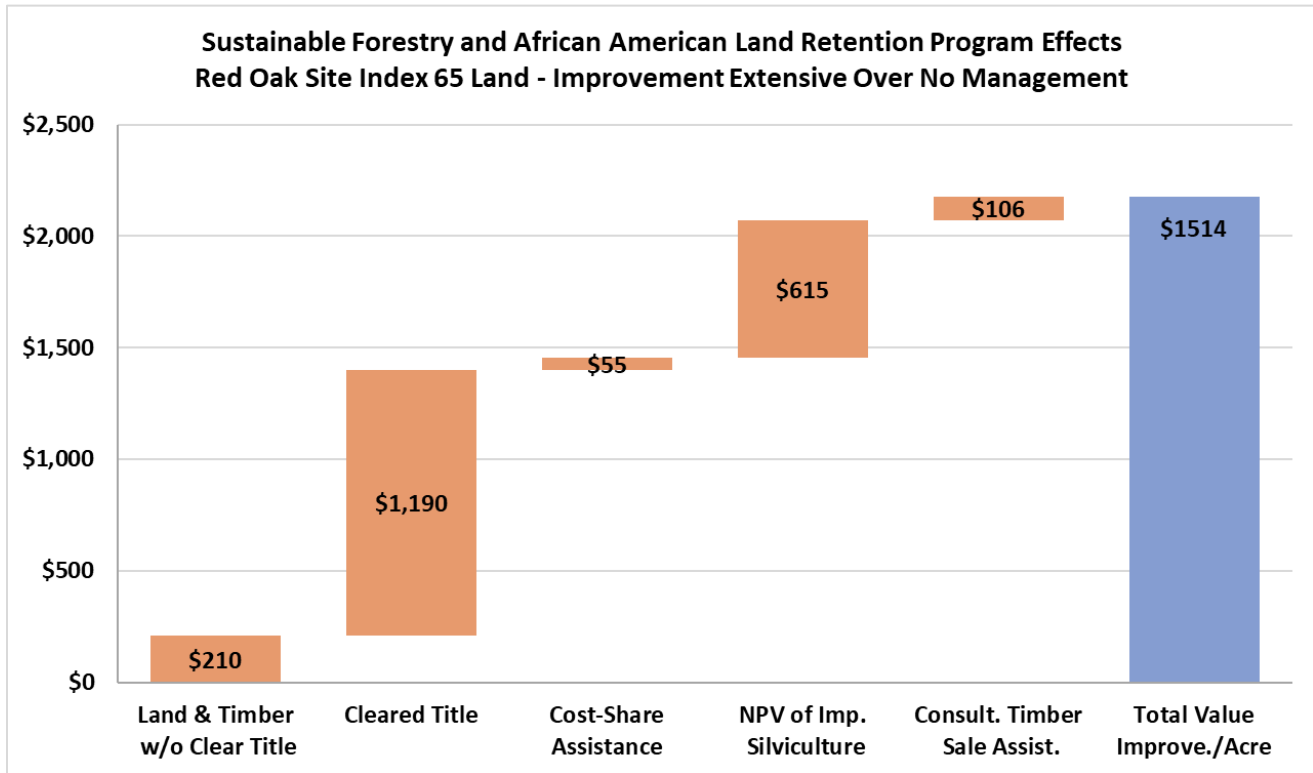 Sustainable Forestry and African American Land Retention Program Effects
Red Oak Site Index 65 Land - Improvement Extensive Over No Management
$2,500
$2,000
$1,500
$1,000
$500
$0
$210
$1,190
$55
$615
$106
$1514
Land & Timber
w/o Clear Title
Cleared Title
Cost-Share
Assistance
NPV of Imp.
Silviculture
Consult. Timber
Sale Assist.
Total Value
Improve./Acre